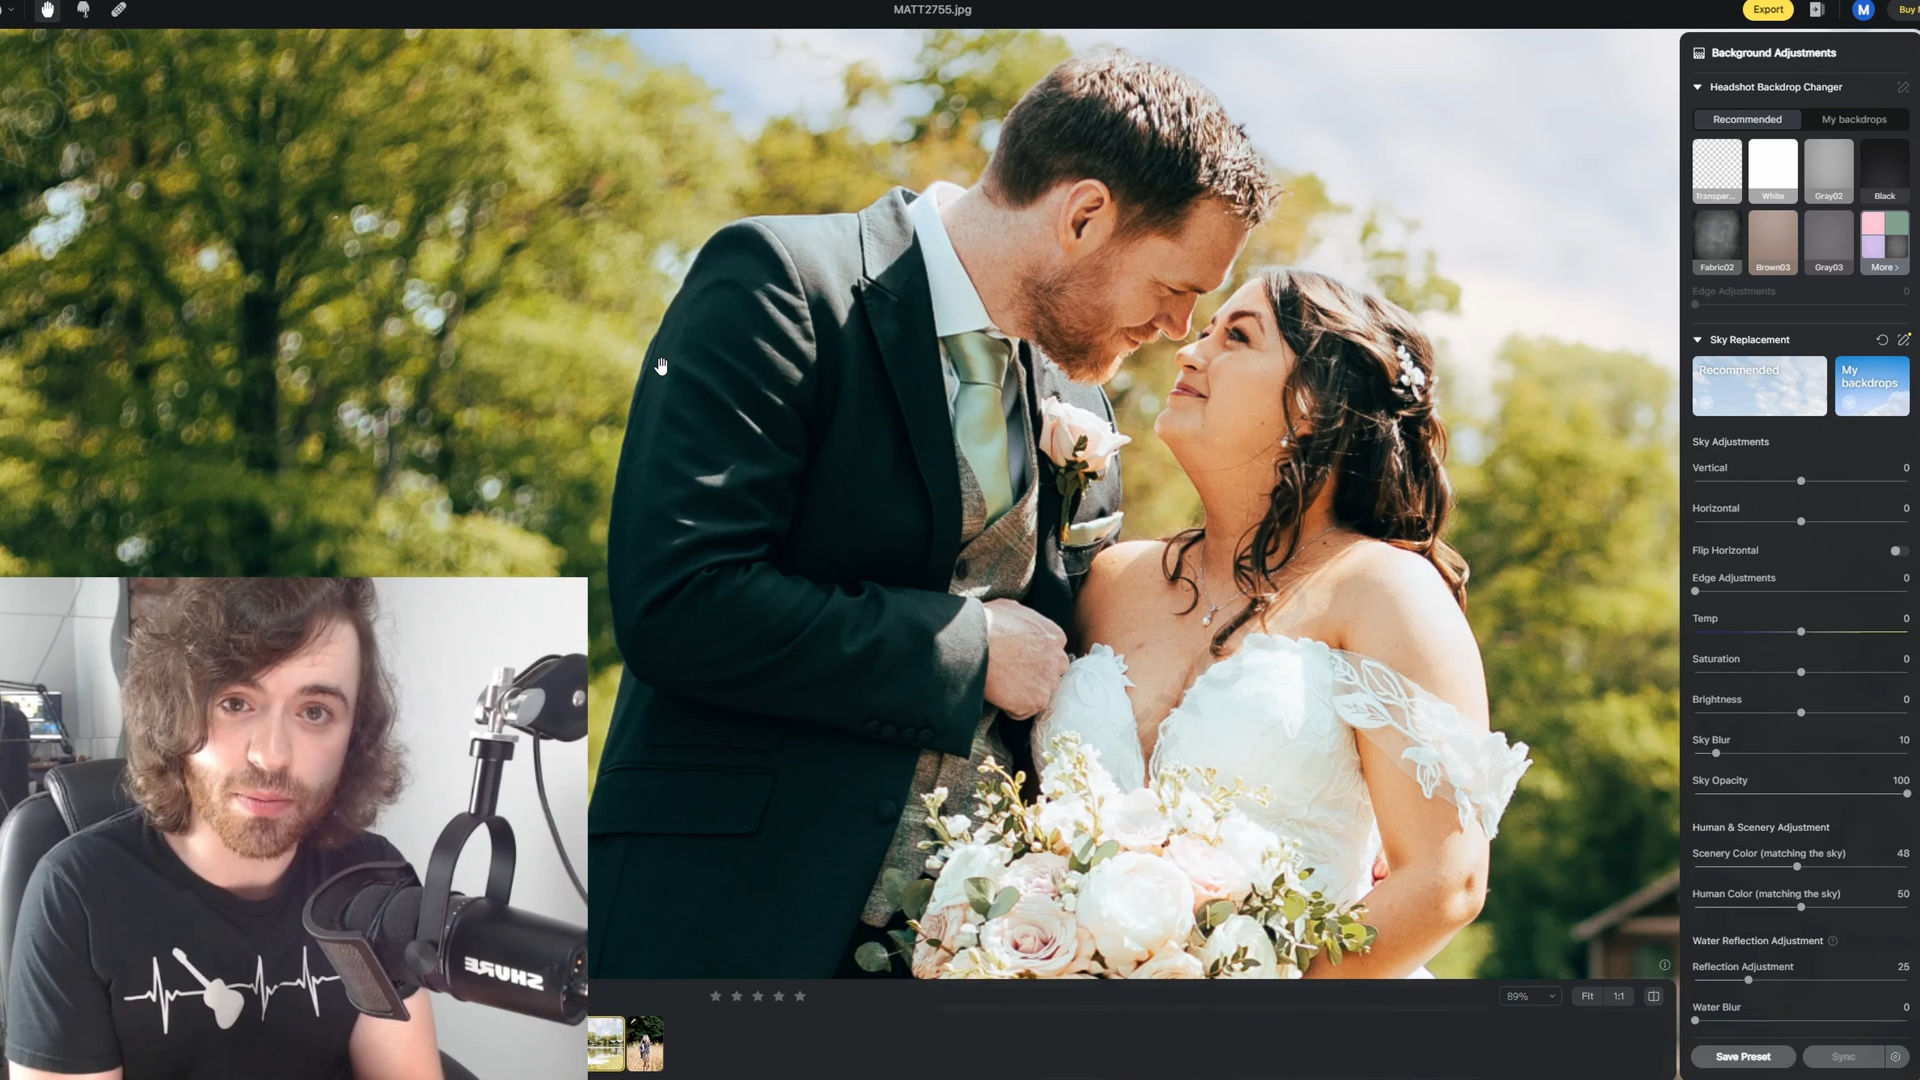 MATT2755.jpg
Export
M
Buy
Background Adjustments
Headshot Backdrop Changer
Recommended
My backdrops
Transpar...
White
Gray02
Black
Fabric02
Brown03
Gray03
More >
Edge Adjustments
0
Sky Replacement
Recommended
My
backdrops
Sky Adjustments
Vertical
0
Horizontal
0
Flip Horizontal
Edge Adjustments
0
Temp
0
Saturation
0
Brightness
0
Sky Blur
10
Sky Opacity
100
Human & Scenery Adjustment
Scenery Color (matching the sky)
48
Human Color (matching the sky)
50
Water Reflection Adjustment
Reflection Adjustment
25
Water Blur
0
Save Preset
Sync
89%
Fit
1:1
SHURE